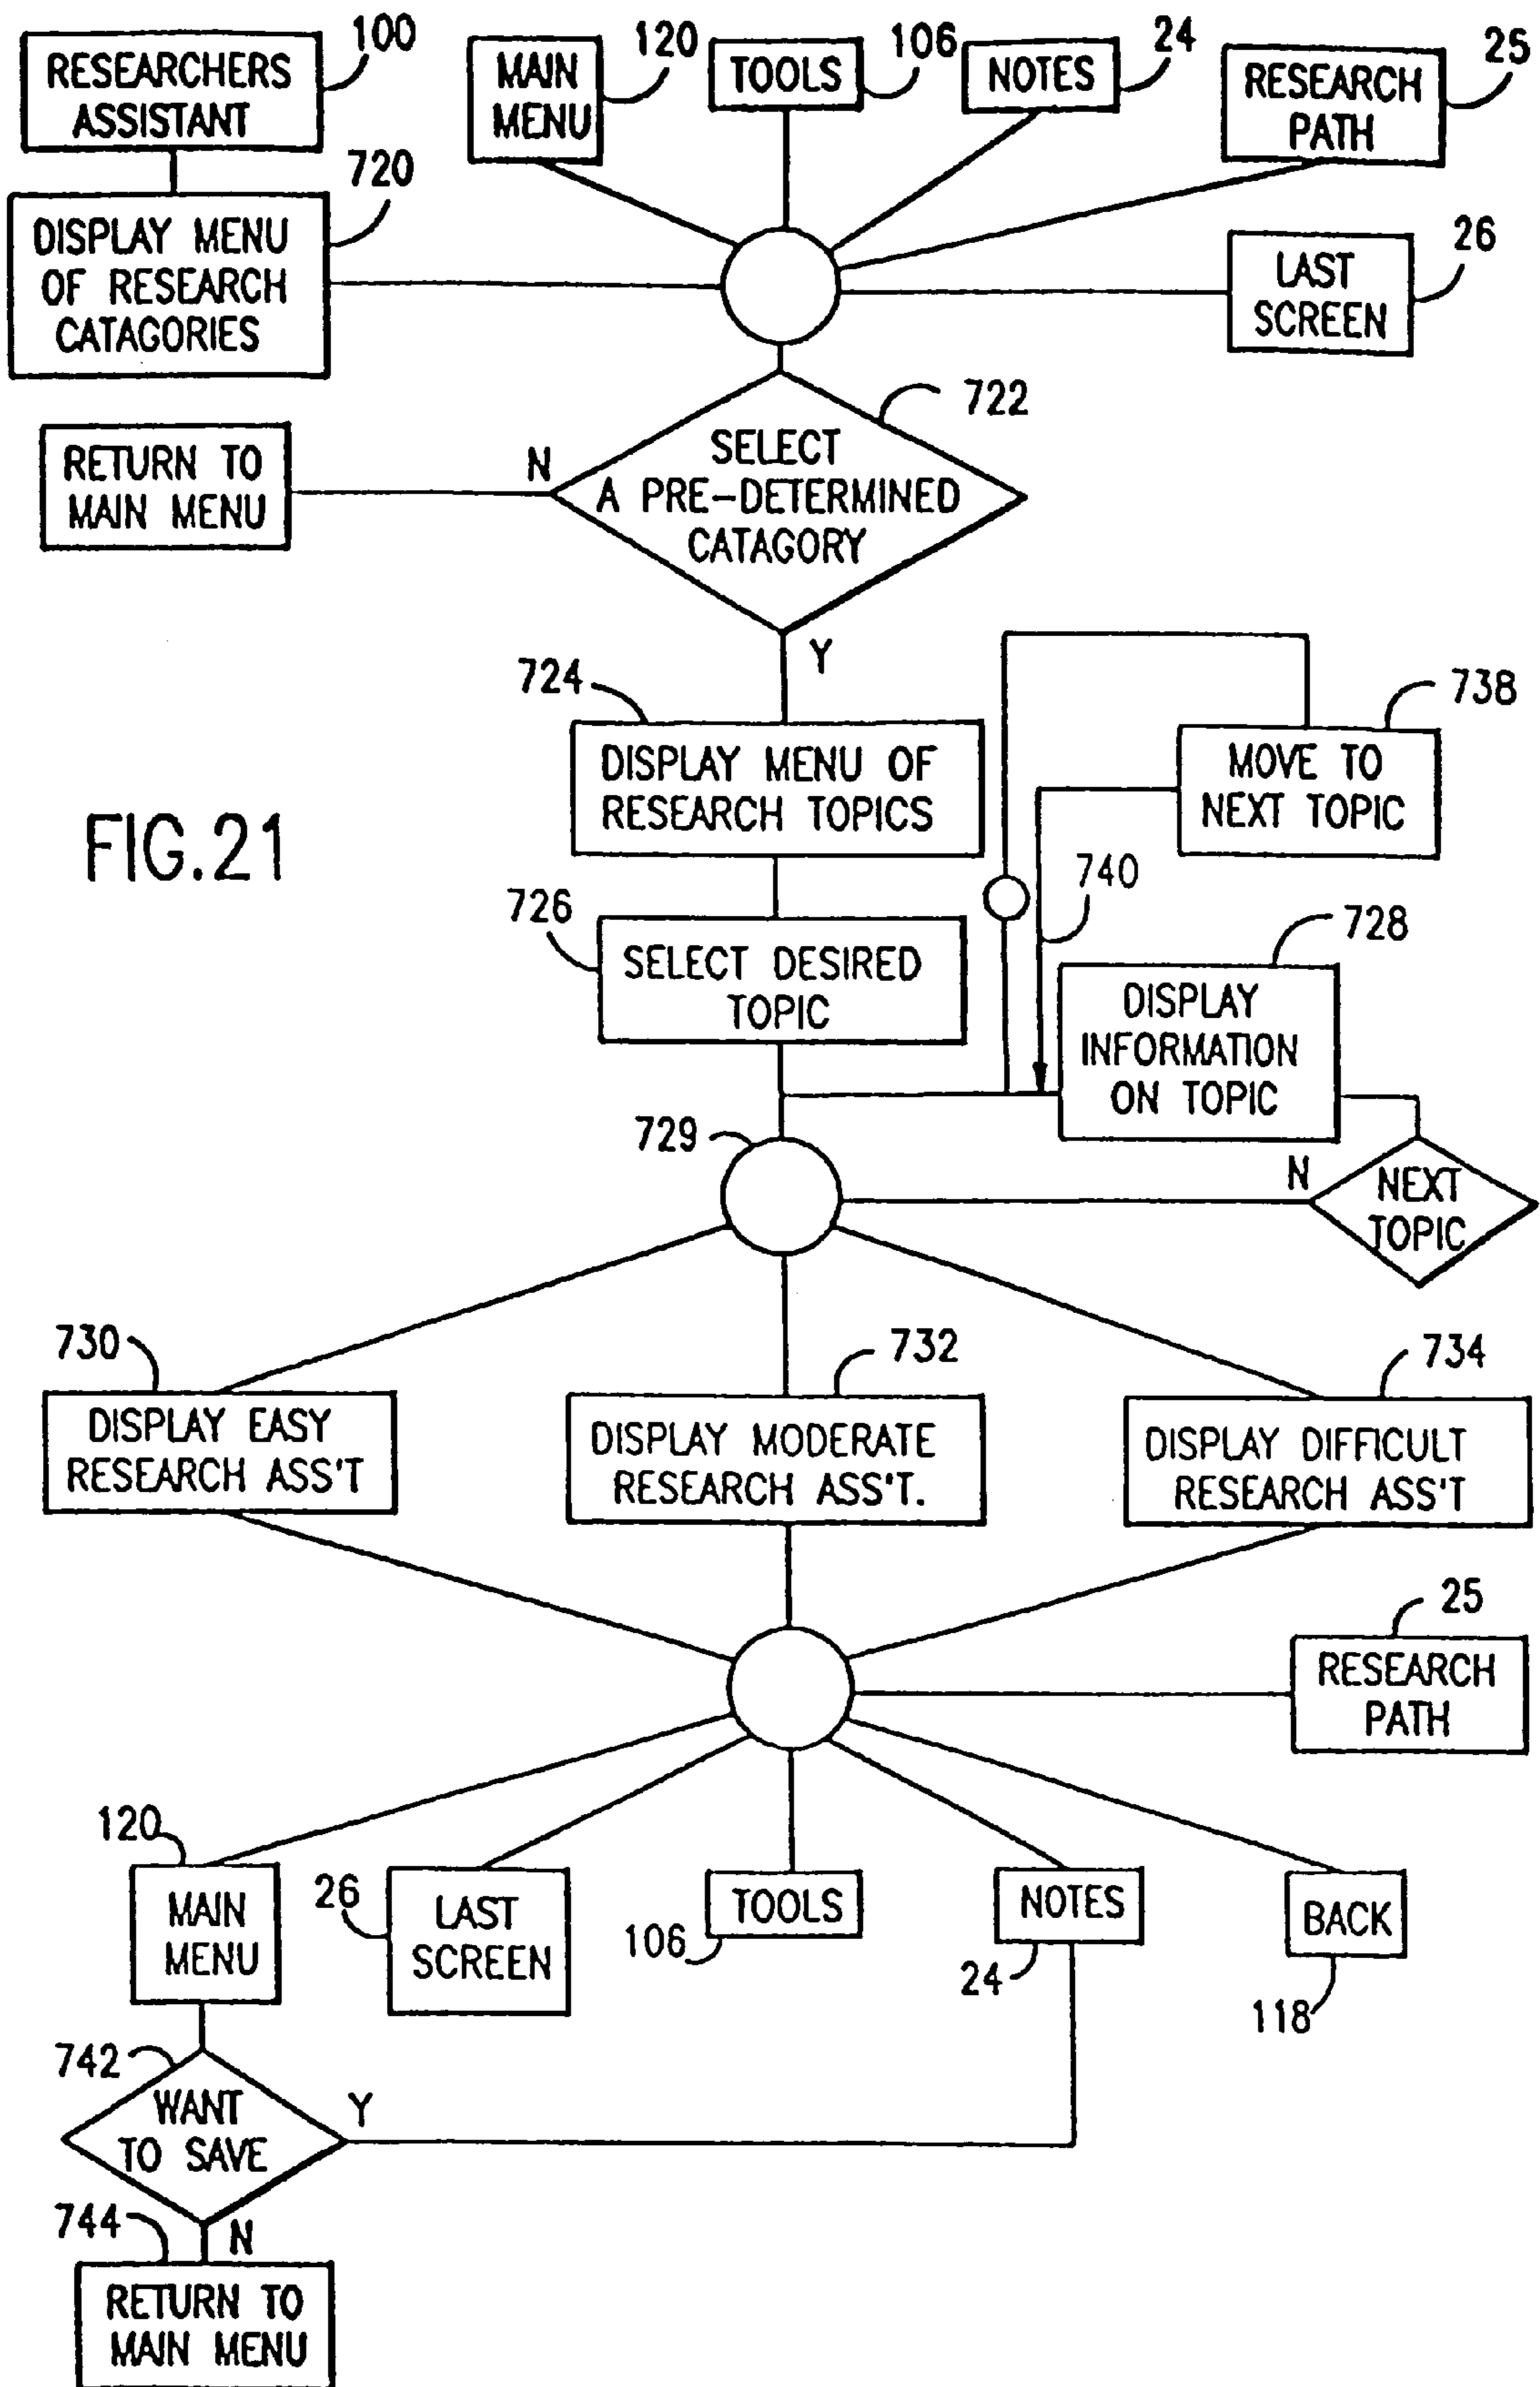 100
RESEARCHERS
ASSISTANT
120
MAIN
MENU
106
TOOLS
24
NOTES
25
RESEARCH
PATH
720
DISPLAY MENU
OF RESEARCH
CATAGORIES
26
LAST
SCREEN
722
SELECT
A PRE-DETERMINED
CATAGORY
N
RETURN TO
MAIN MENU
Y
724
DISPLAY MENU OF
RESEARCH TOPICS
738
MOVE TO
NEXT TOPIC
FIG.21
740
726
SELECT DESIRED
TOPIC
728
DISPLAY
INFORMATION
ON TOPIC
729
N
NEXT
TOPIC
730
DISPLAY EASY
RESEARCH ASS'T
732
DISPLAY MODERATE
RESEARCH ASS'T.
734
DISPLAY DIFFICULT
RESEARCH ASS'T
25
RESEARCH
PATH
120
MAIN
MENU
26
LAST
SCREEN
TOOLS
106
NOTES
24
BACK
118
742
WANT
TO SAVE
Y
744
N
RETURN TO
MAIN MENU